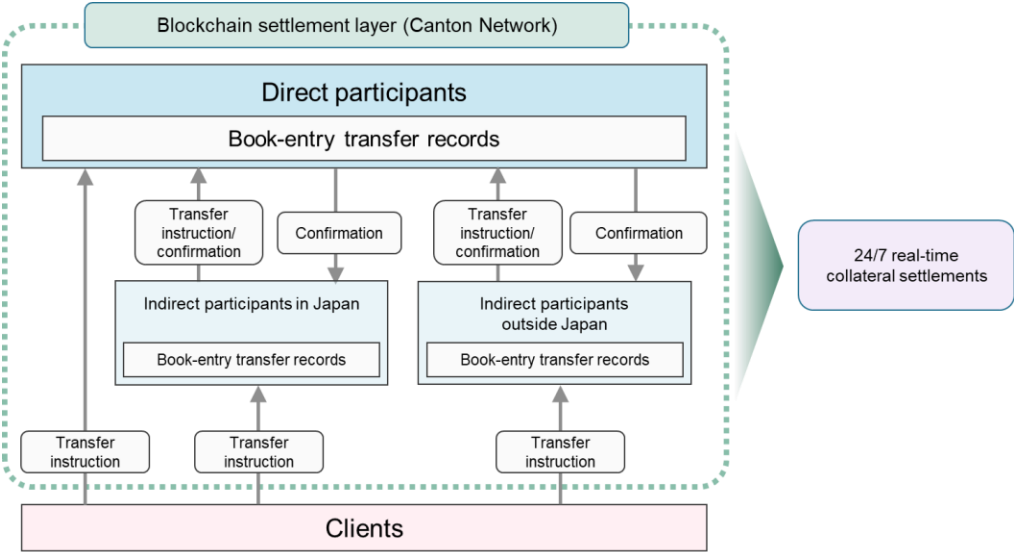 Blockchain settlement layer (Canton Network)
Direct participants
Book-entry transfer records
Transfer
instruction/
confirmation
Confirmation
Transfer
instruction/
confirmation
Confirmation
24/7 real-time
collateral settlements
Indirect participants in Japan
Book-entry transfer records
Indirect participants
outside Japan
Book-entry transfer records
Transfer
instruction
Transfer
instruction
Transfer
instruction
Clients